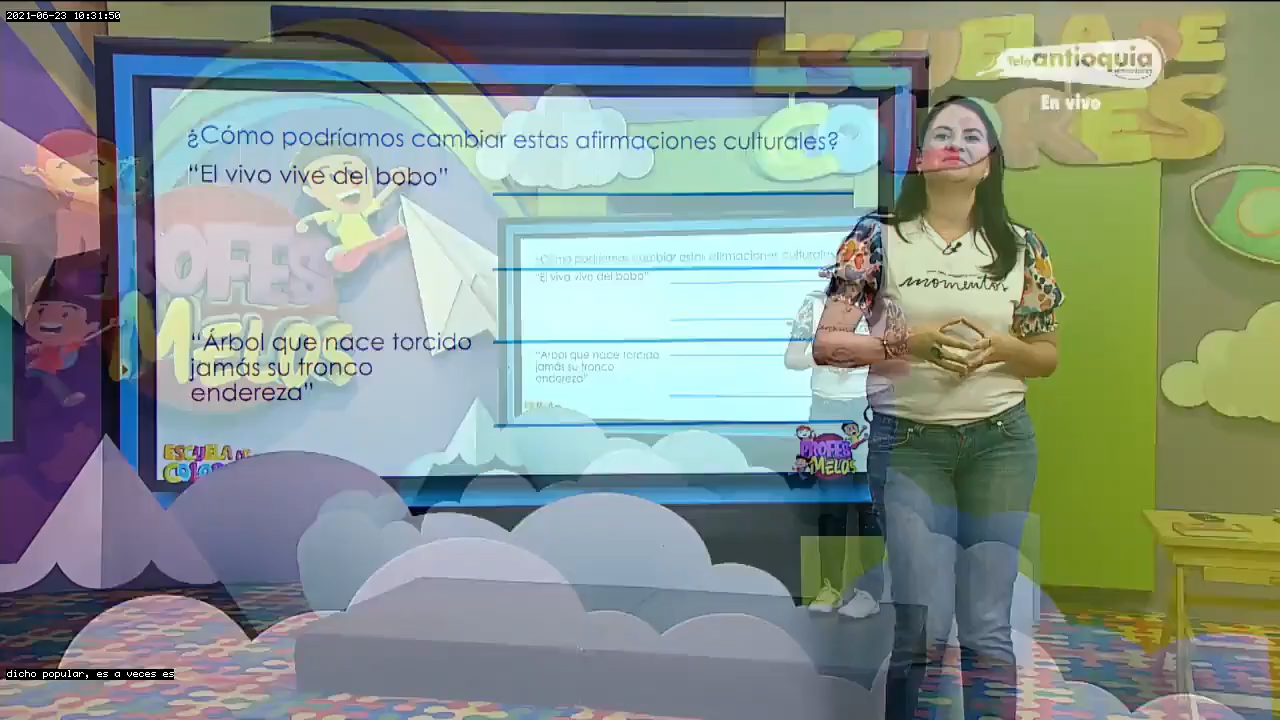 2021-06-23 10:31:50
ESCUELA DE
COLORES
Teleantioquia
En vivo
¿Cómo podríamos cambiar estas afirmaciones culturales?
“El vivo vive del bobo”
PROFES
MELOS
¿Cómo podríamos cambiar estas afirmaciones culturales
“El vivo vive del bobo”
momentos
“Árbol que nace torcido
jamás su tronco
endereza”
“Árbol que nace torcido
jamás su tronco
endereza”
ESCUELA DE
COLORES
PROFES
MELOS
dicho popular, es a veces es